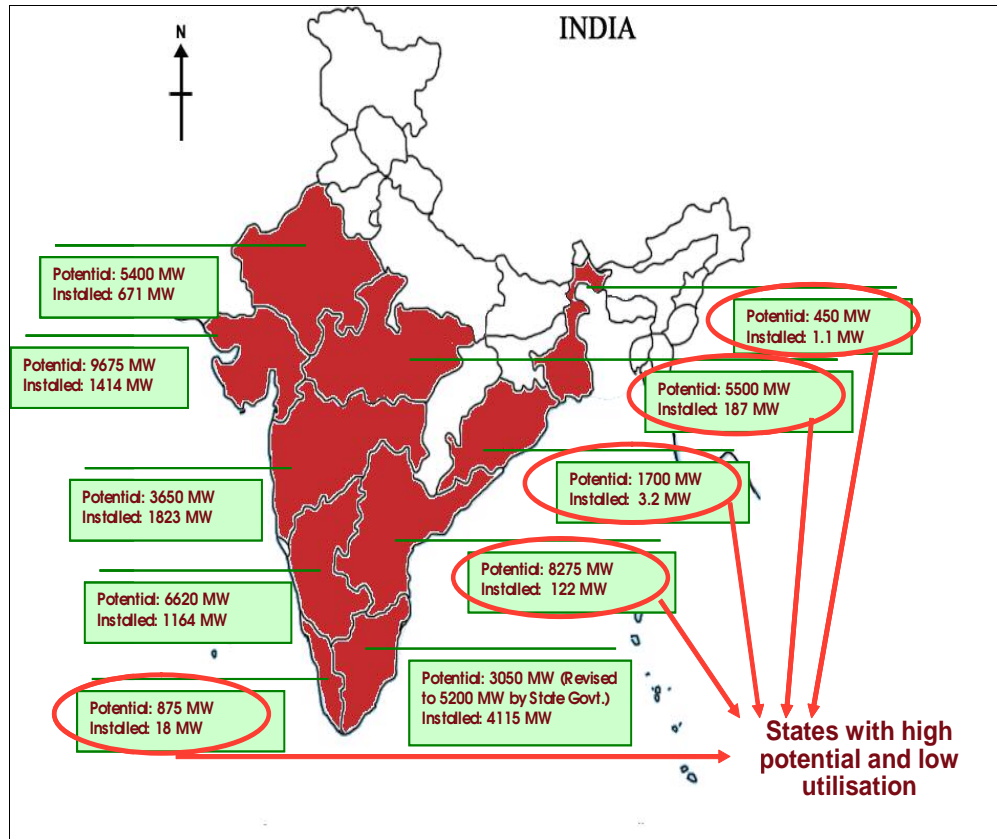 INDIA
N
Potential: 5400 MW
Installed: 671 MW
Potential: 9675 MW
Installed: 1414 MW
Potential: 3650 MW
Installed: 1823 MW
Potential: 6620 MW
Installed: 1164 MW
Potential: 875 MW
Installed: 18 MW
Potential: 450 MW
Installed: 1.1 MW
Potential: 5500 MW
Installed: 187 MW
Potential: 1700 MW
Installed: 3.2 MW
Potential: 8275 MW
Installed: 122 MW
Potential: 3050 MW (Revised
to 5200 MW by State Govt.)
Installed: 4115 MW
States with high
potential and low
utilisation